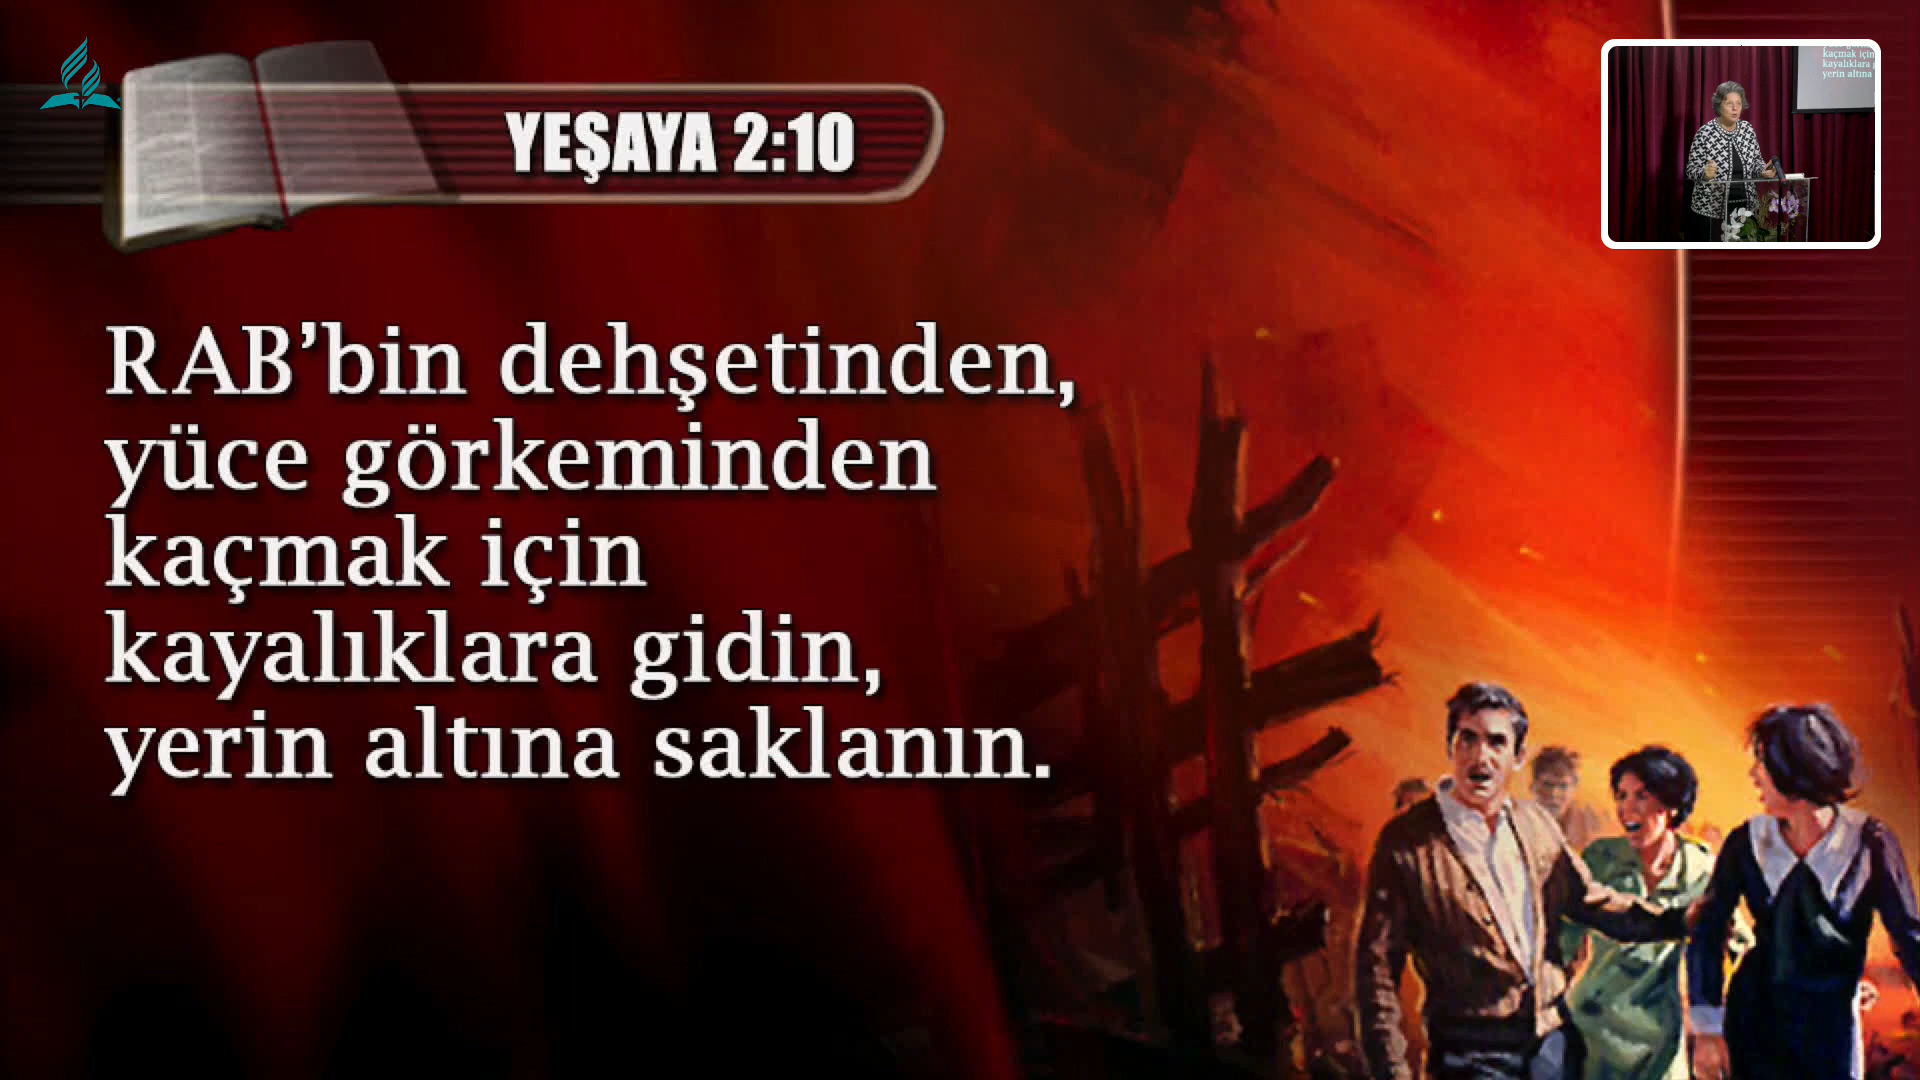 YEŞAYA 2:10
RAB’bin dehşetinden,
yüce görkeminden
kaçmak için
kayalıklara gidin,
yerin altına saklanın.
kaçmak için
kayalıklara
yerin altına